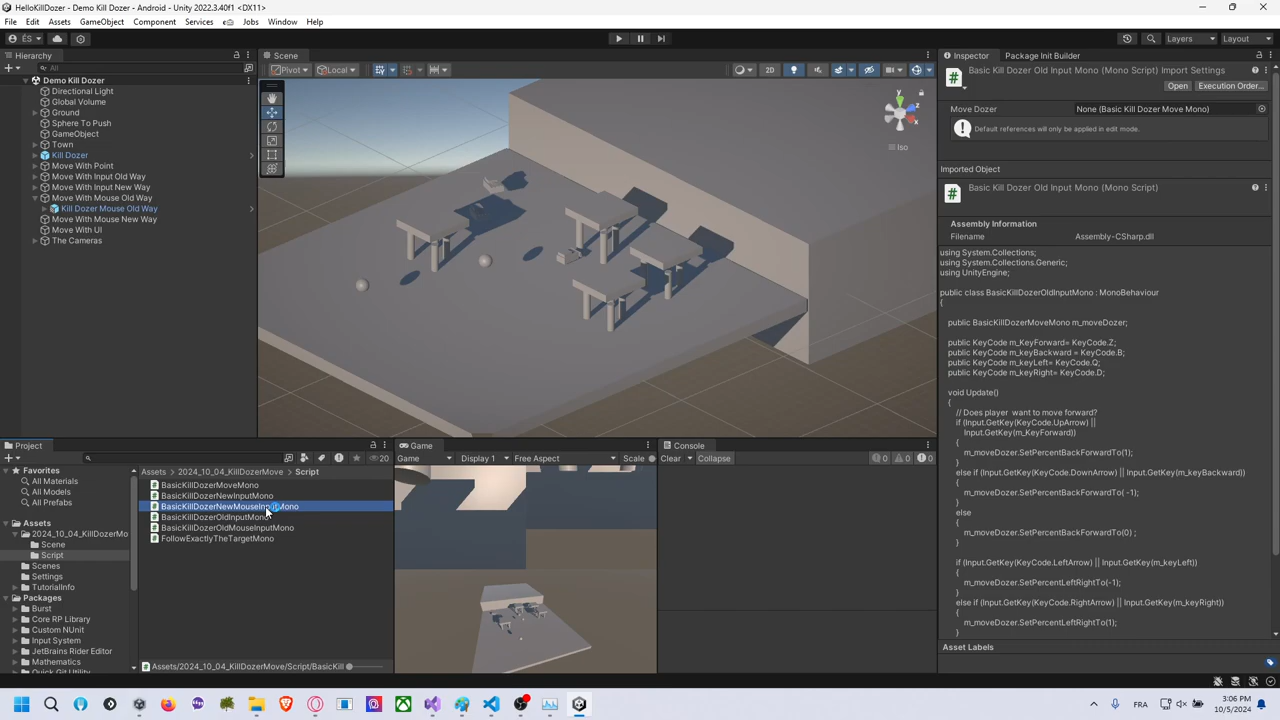 HelloKillDozer - Demo Kill Dozer - Android - Unity 2022.3.40f1 <DX11>
File Edit Assets GameObject Component Services Jobs Window Help
ÉS
Layers Layout
Hierarchy
All
Demo Kill Dozer
Directional Light
Global Volume
Ground
Sphere To Push
GameObject
Town
Kill Dozer
Move With Point
Move With Input Old Way
Move With Input New Way
Move With Mouse Old Way
Kill Dozer Mouse Old Way
Move With Mouse New Way
Move With UI
The Cameras
Scene
Pivot Local
2D
y
z
x
Iso
Inspector Package Init Builder
Basic Kill Dozer Old Input Mono (Mono Script) Import Settings
Open Execution Order...
Move Dozer None (Basic Kill Dozer Move Mono)
Default references will only be applied in edit mode.
Imported Object
Basic Kill Dozer Old Input Mono (Mono Script)
Assembly Information
Filename Assembly-CSharp.dll
using System.Collections;
using System.Collections.Generic;
using UnityEngine;
public class BasicKillDozerOldInputMono : MonoBehaviour
{
public BasicKillDozerMoveMono m_moveDozer;
public KeyCode m_KeyForward= KeyCode.Z;
public KeyCode m_keyBackward = KeyCode.B;
public KeyCode m_keyLeft= KeyCode.Q;
public KeyCode m_keyRight= KeyCode.D;
void Update()
{
// Does player want to move forward?
if (Input.GetKey(KeyCode.UpArrow) ||
Input.GetKey(m_KeyForward))
{
m_moveDozer.SetPercentBackForthTo(1);
}
else if (Input.GetKey(KeyCode.DownArrow) || Input.GetKey(m_keyBackward))
{
m_moveDozer.SetPercentBackForthTo( -1);
}
else
{
m_moveDozer.SetPercentBackForthTo(0) ;
}
if (Input.GetKey(KeyCode.LeftArrow) || Input.GetKey(m_keyLeft))
{
m_moveDozer.SetPercentLeftRightTo(-1);
}
else if (Input.GetKey(KeyCode.RightArrow) || Input.GetKey(m_keyRight))
{
m_moveDozer.SetPercentLeftRightTo(1);
}
Asset Labels
Project
20
Favorites
All Materials
All Models
All Prefabs
Assets
2024_10_04_KillDozerMo
Scene
Script
Scenes
Settings
TutorialInfo
Packages
Burst
Core RP Library
Custom NUnit
Input System
JetBrains Rider Editor
Mathematics
Assets > 2024_10_04_KillDozerMove > Script
BasicKillDozerMoveMono
BasicKillDozerNewInputMono
BasicKillDozerNewMouseInputMono
BasicKillDozerOldInputMono
BasicKillDozerOldMouseInputMono
FollowExactlyTheTargetMono
Assets/2024_10_04_KillDozerMove/Script/BasicKill
Game
Game Display 1 Free Aspect Scale
Console
Clear Collapse
0 0 0
FRA
3:06 PM
10/5/2024